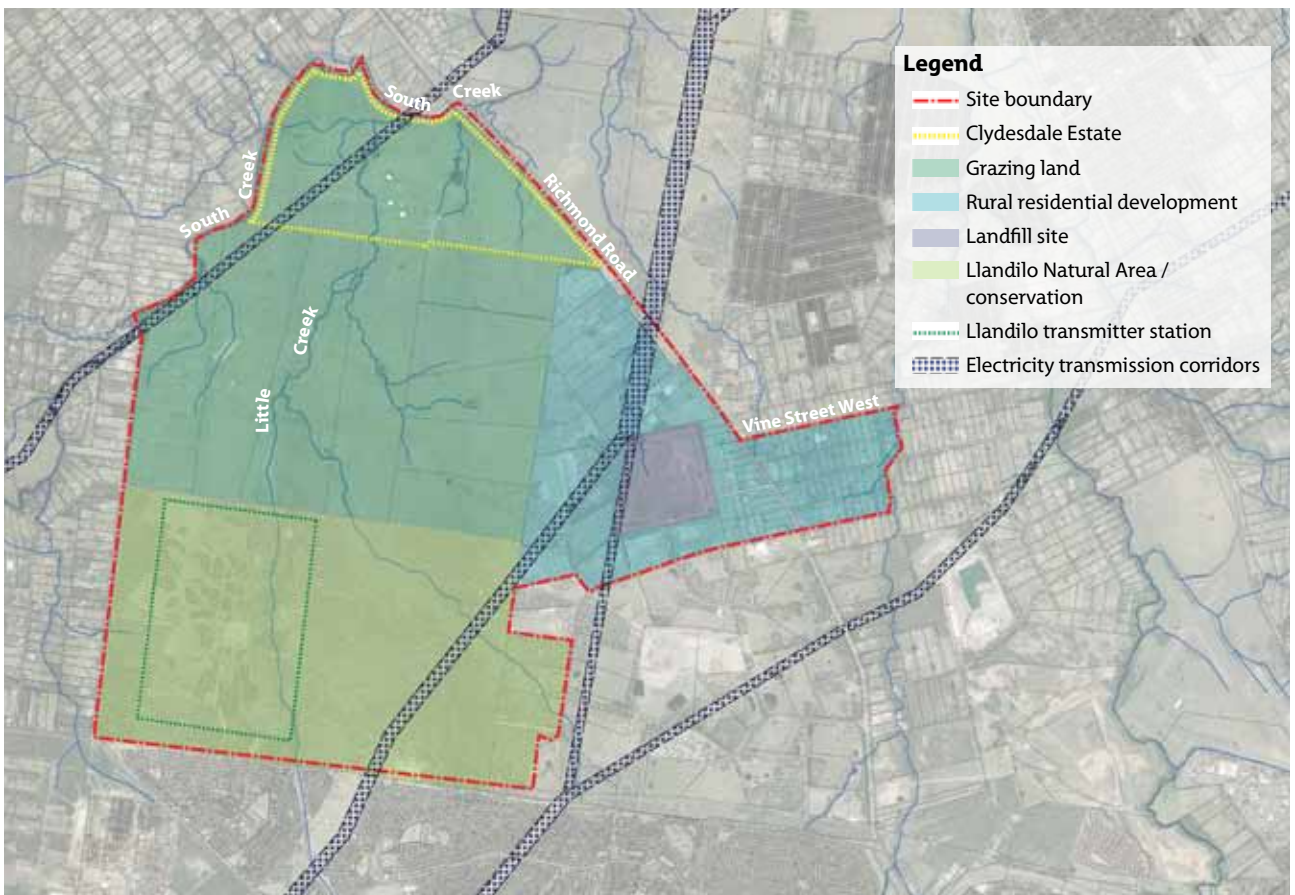 Legend
Site boundary
Clydesdale Estate
Grazing land
Rural residential development
Landfill site
Llandilo Natural Area /
conservation
Llandilo transmitter station
Electricity transmission corridors
South Creek
South Creek
Richmond Road
Little Creek
Vine Street West